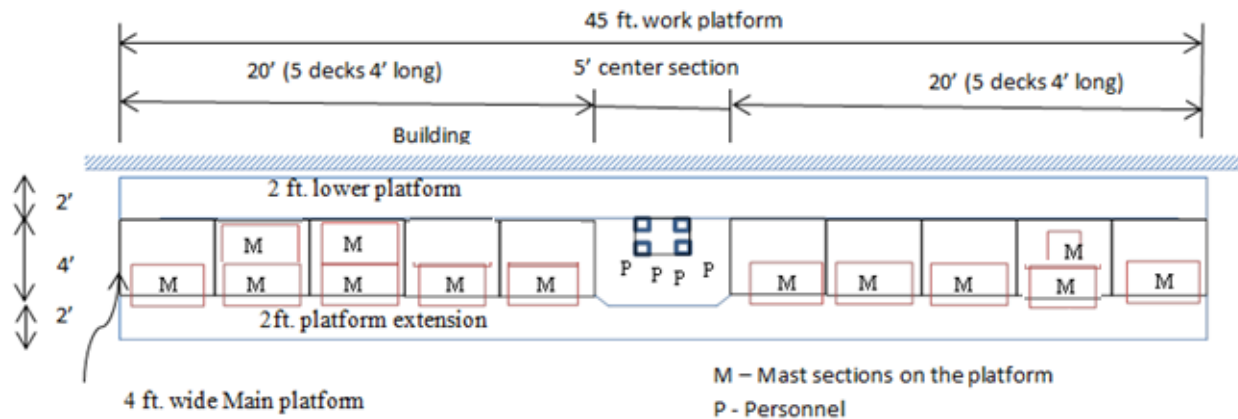 45 ft. work platform
20' (5 decks 4' long)
5' center section
20' (5 decks 4' long)
Building
2 ft. lower platform
2'
M M M
4'
P P P P
M M M M M M M M M M
2 ft. platform extension
2'
4 ft. wide Main platform
M – Mast sections on the platform
P - Personnel